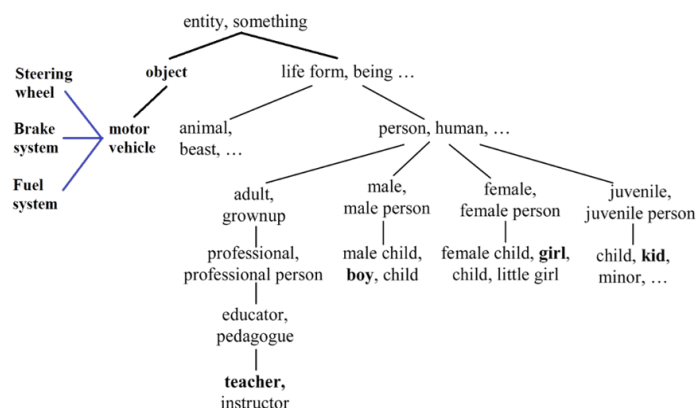 entity, something
object
life form, being ...
Steering
wheel
Brake
system
Fuel
system
motor
vehicle
animal,
beast, ...
person, human, ...
adult,
grownup
male,
male person
female,
female person
juvenile,
juvenile person
professional,
professional person
male child,
boy, child
female child, girl,
child, little girl
child, kid,
minor, ...
educator,
pedagogue
teacher,
instructor